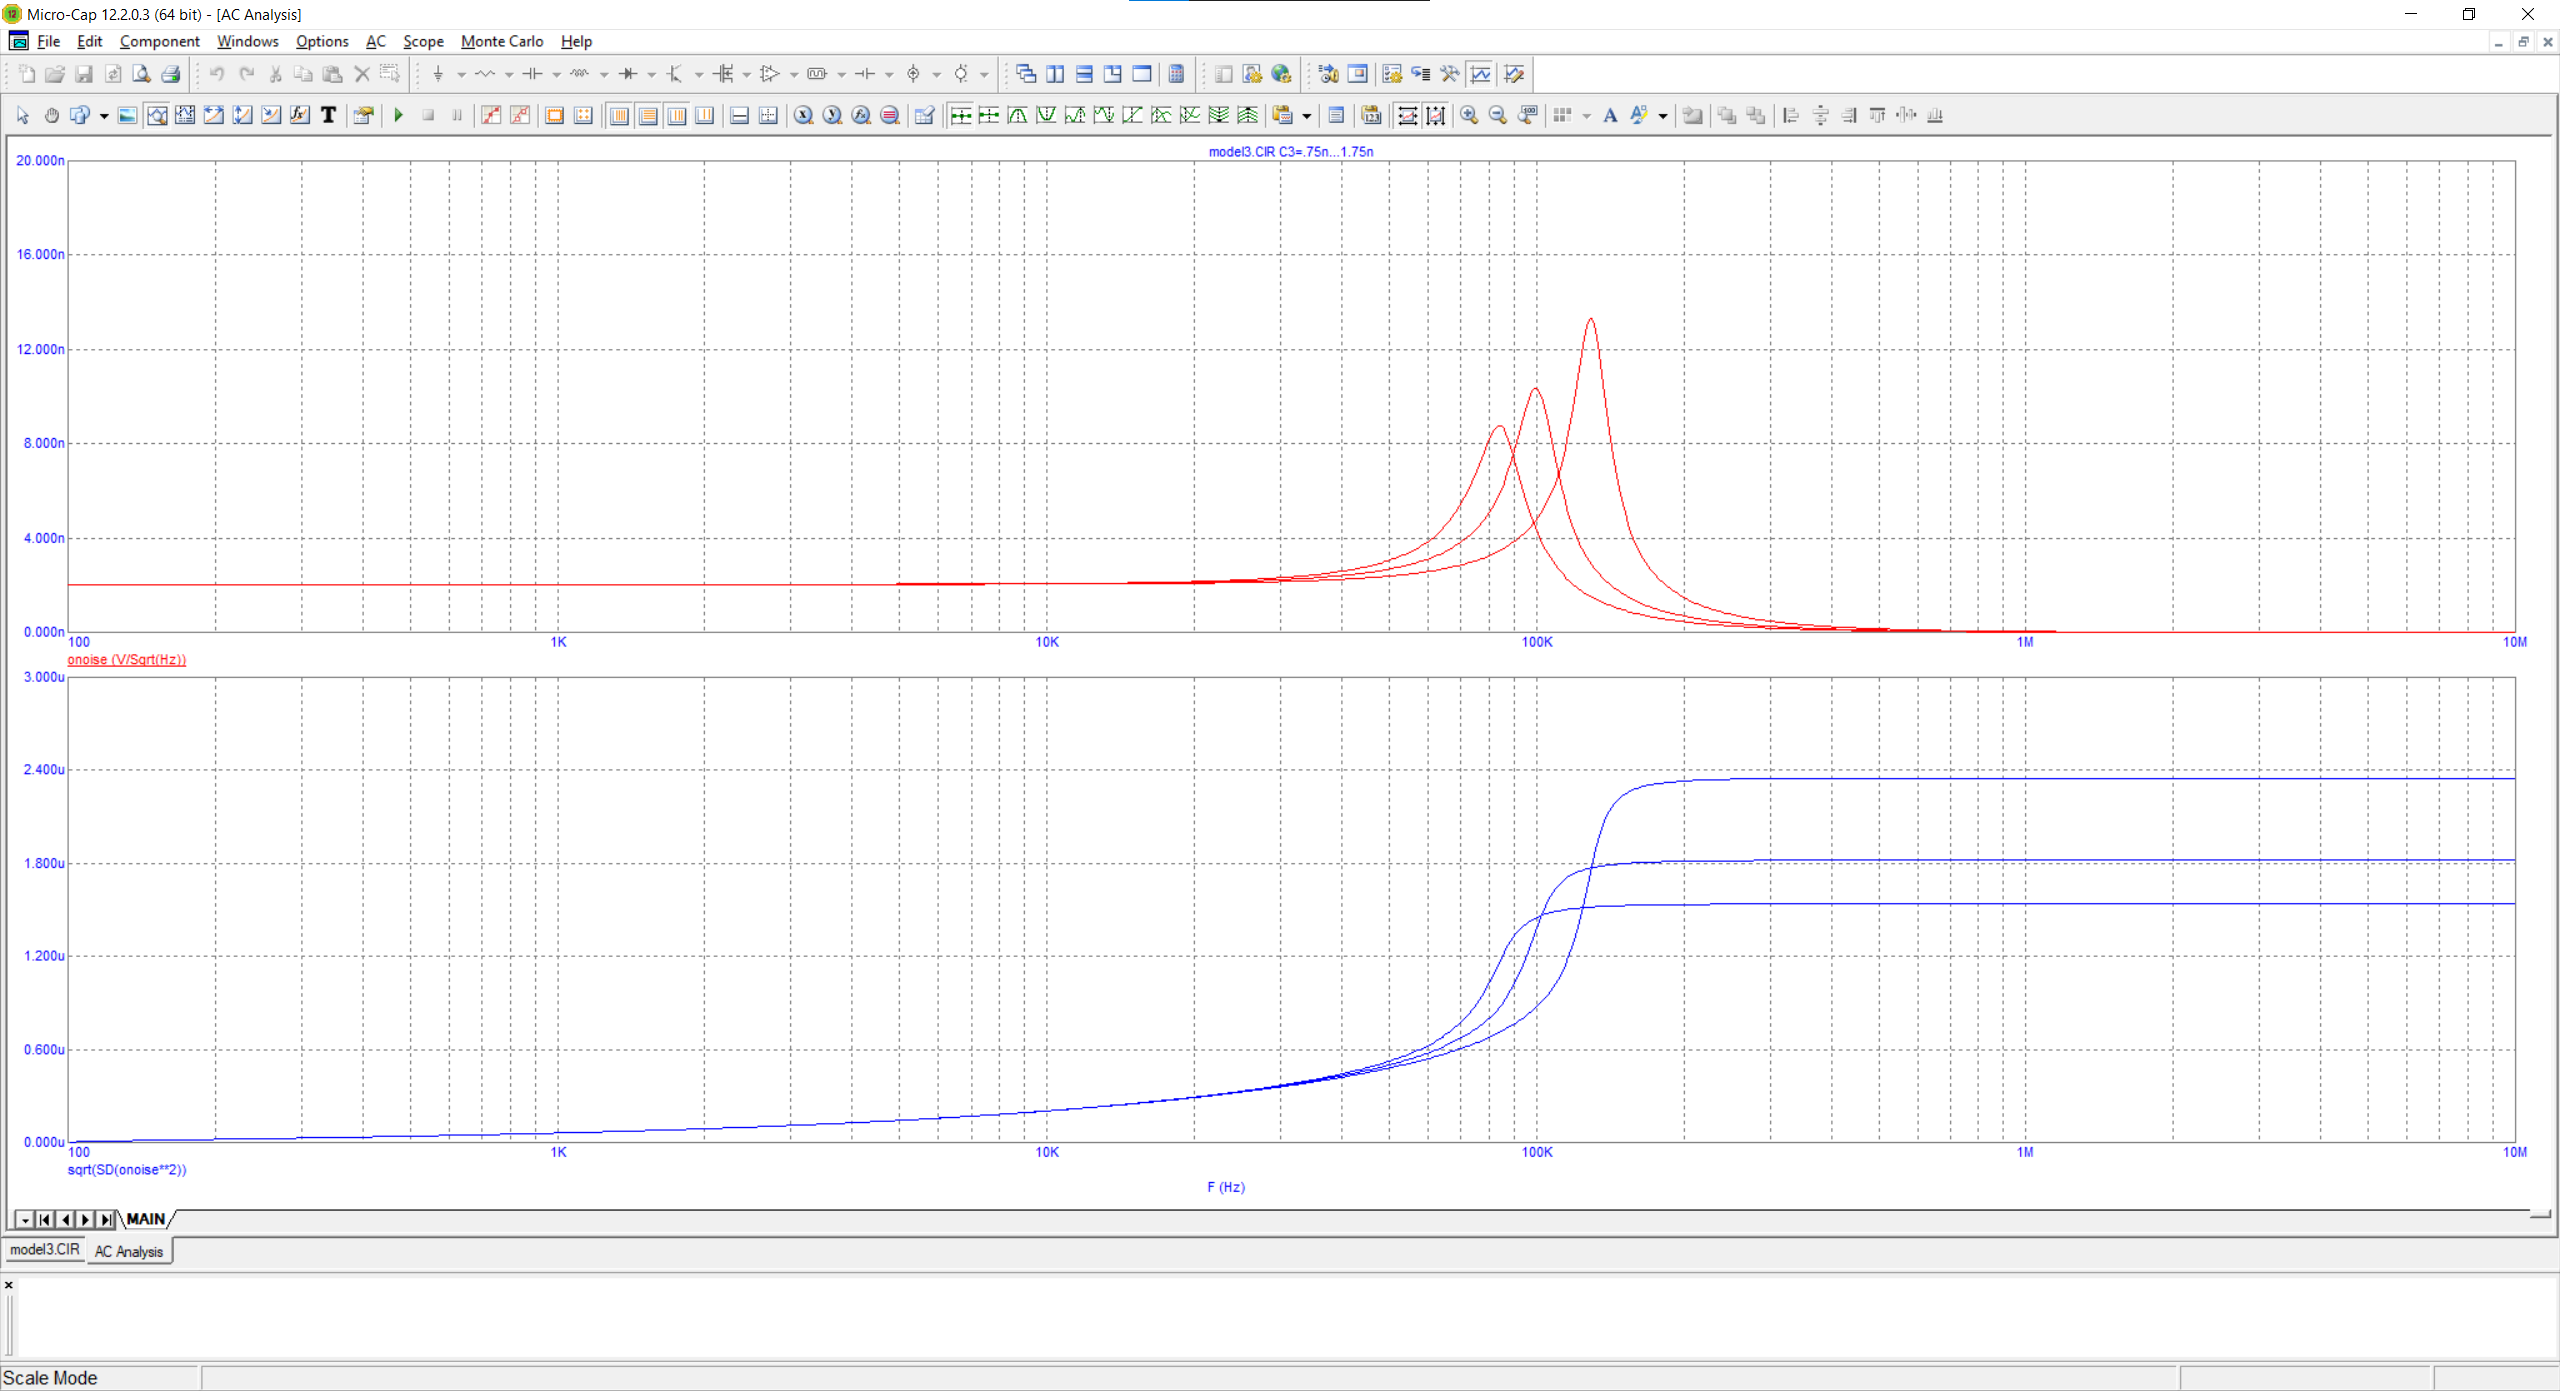 Micro-Cap 12.2.0.3 (64 bit) - [AC Analysis]
File Edit Component Windows Options AC Scope Monte Carlo Help
model3.CIR C3=.75n...1.75n
20.000n
16.000n
12.000n
8.000n
4.000n
0.000n
100 1K 10K 100K 1M 10M
onoise (V/Sqrt(Hz))
3.000u
2.400u
1.800u
1.200u
0.600u
0.000u
100 1K 10K 100K 1M 10M
sqrt(SD(onoise**2))
F (Hz)
MAIN
model3.CIR AC Analysis
Scale Mode